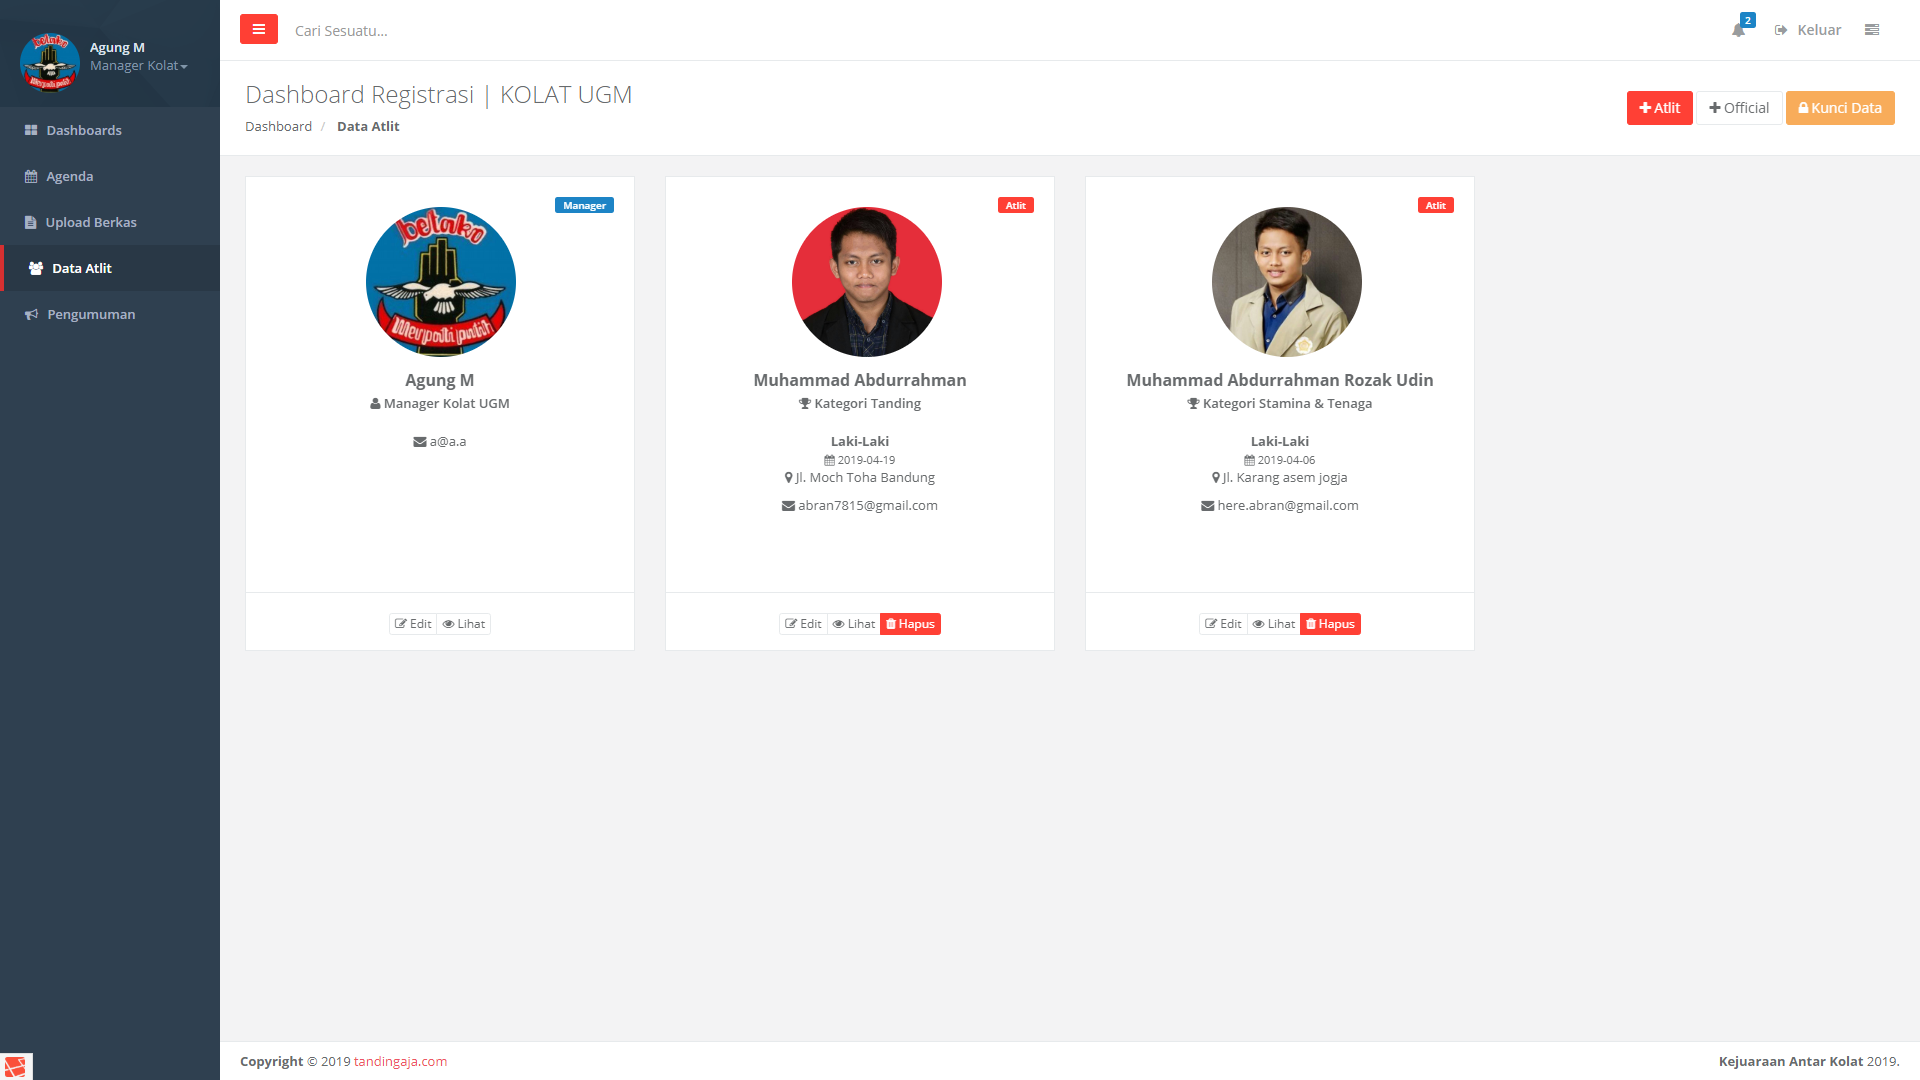 Agung M
Manager Kolat
Dashboards
Agenda
Upload Berkas
Data Atlit
Pengumuman
Cari Sesuatu...
2
Keluar
Dashboard Registrasi | KOLAT UGM
Dashboard / Data Atlit
Atlit
Official
Kunci Data
Manager
betako
Merpati putih
Agung M
Manager Kolat UGM
a@a.a
Edit Lihat
Atlit
Muhammad Abdurrahman
Kategori Tanding
Laki-Laki
2019-04-19
Jl. Moch Toha Bandung
abran7815@gmail.com
Edit Lihat Hapus
Atlit
Muhammad Abdurrahman Rozak Udin
Kategori Stamina & Tenaga
Laki-Laki
2019-04-06
Jl. Karang asem jogja
here.abran@gmail.com
Edit Lihat Hapus
Copyright © 2019 tandingaja.com
Kejuaraan Antar Kolat 2019.